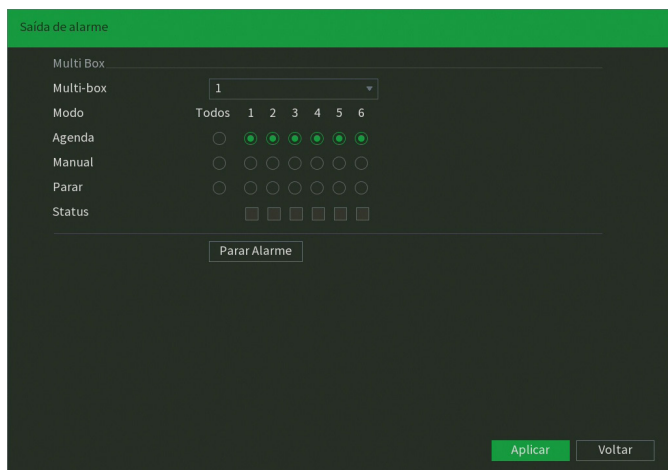 Saída de alarme
Multi Box
Multi-box 1
Modo Todos 1 2 3 4 5 6
Agenda
Manual
Parar
Status
Parar Alarme
Aplicar Voltar